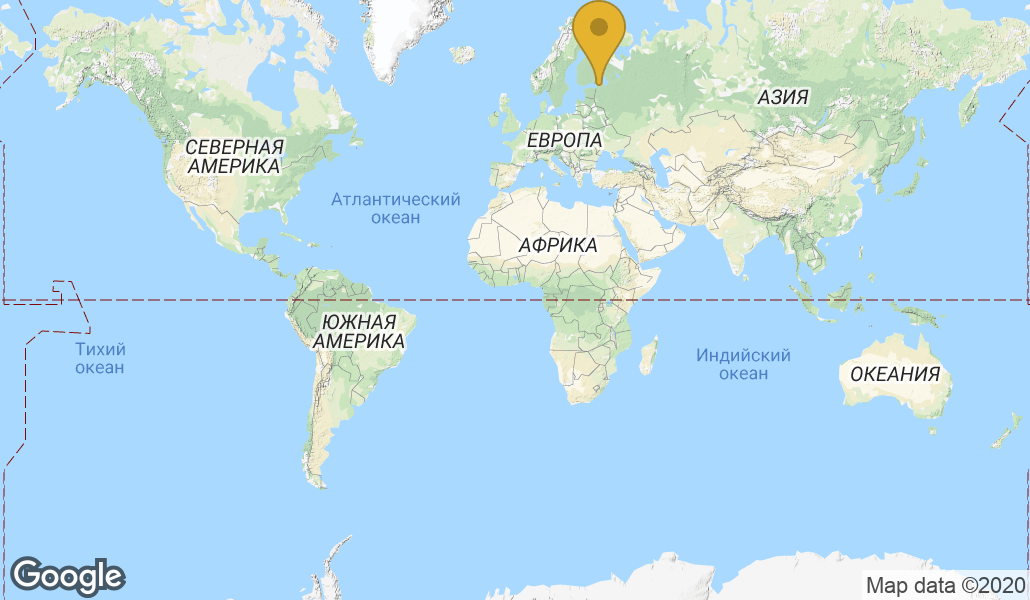 АЗИЯ
ЕВРОПА
СЕВЕРНАЯ
АМЕРИКА
Атлантический
океан
АФРИКА
ЮЖНАЯ
АМЕРИКА
Тихий
океан
Индийский
океан
ОКЕАНИЯ
Google
Map data ©2020